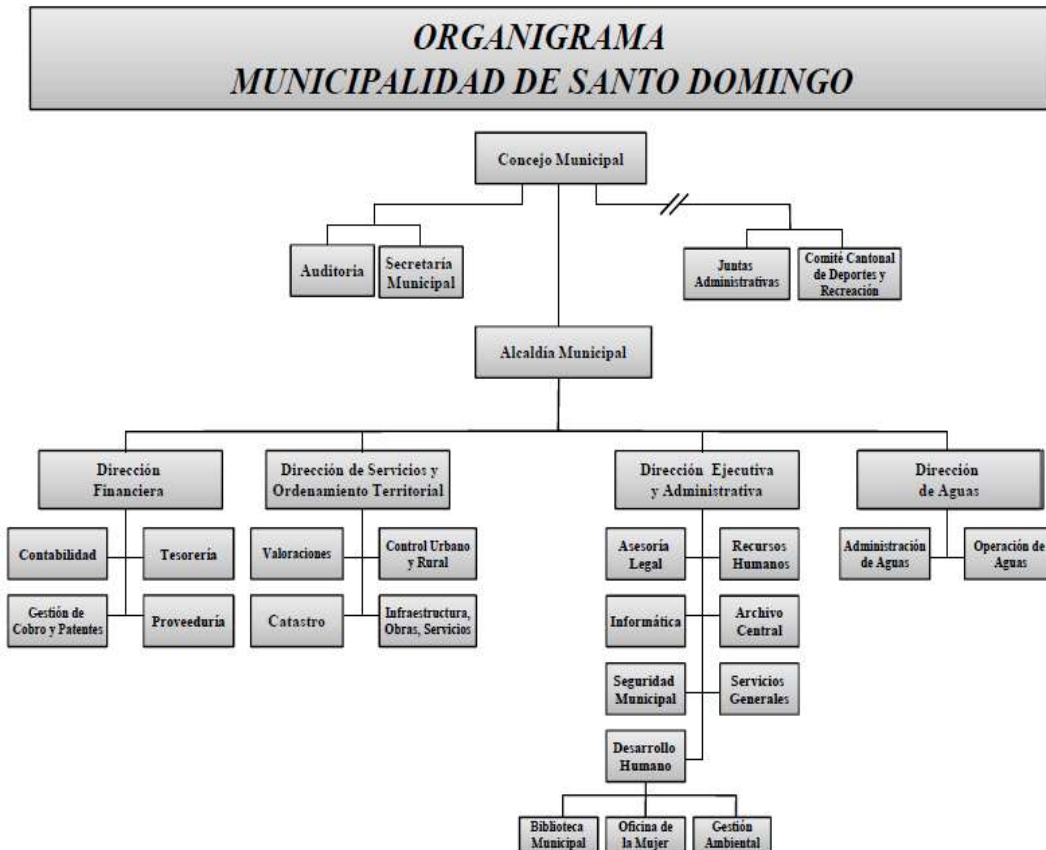 ORGANIGRAMA
MUNICIPALIDAD DE SANTO DOMINGO
Concejo Municipal
Auditoria
Secretaría
Municipal
Juntas
Administrativas
Comité Cantonal
de Deportes y
Recreación
Alcaldía Municipal
Dirección
Financiera
Dirección de Servicios y
Ordenamiento Territorial
Dirección Ejecutiva
y Administrativa
Dirección
de Aguas
Contabilidad
Tesorería
Gestión de
Cobro y Patentes
Proveeduría
Valoraciones
Control Urbano
y Rural
Catastro
Infraestructura,
Obras, Servicios
Asesoría
Legal
Recursos
Humanos
Informática
Archivo
Central
Seguridad
Municipal
Servicios
Generales
Desarrollo
Humano
Biblioteca
Municipal
Oficina de
la Mujer
Gestión
Ambiental
Administración
de Aguas
Operación de
Aguas